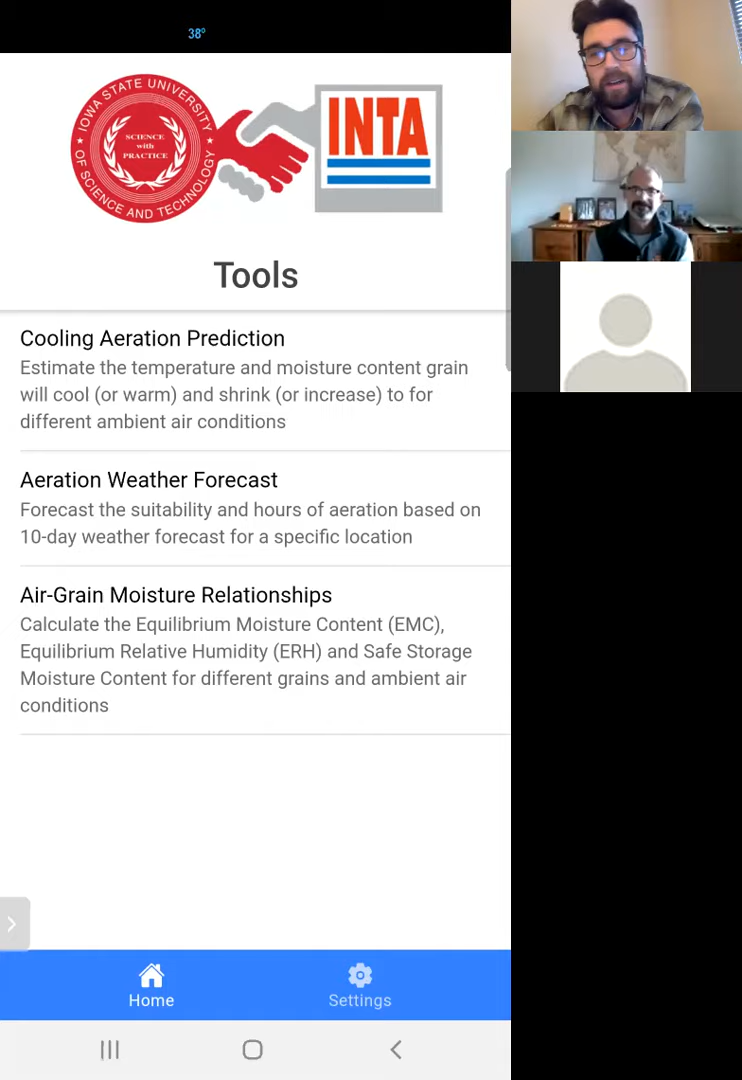 38°
IOWA STATE UNIVERSITY
OF SCIENCE AND TECHNOLOGY
SCIENCE
with
PRACTICE
INTA
Tools
Cooling Aeration Prediction
Estimate the temperature and moisture content grain
will cool (or warm) and shrink (or increase) to for
different ambient air conditions
Aeration Weather Forecast
Forecast the suitability and hours of aeration based on
10-day weather forecast for a specific location
Air-Grain Moisture Relationships
Calculate the Equilibrium Moisture Content (EMC),
Equilibrium Relative Humidity (ERH) and Safe Storage
Moisture Content for different grains and ambient air
conditions
Home
Settings